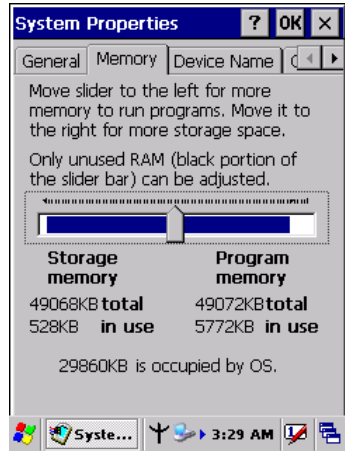 System Properties ? OK ×
General Memory Device Name
Move slider to the
left for more
memory to run programs. Move it to
the right for more storage space.
Only unused RAM (black portion of
the slider bar) can be adjusted.
Storage memory
Program memory
49068KB total
49072KB total
528KB in use
5772KB in use
29860KB is occupied by OS.
Syste... 3:29 AM